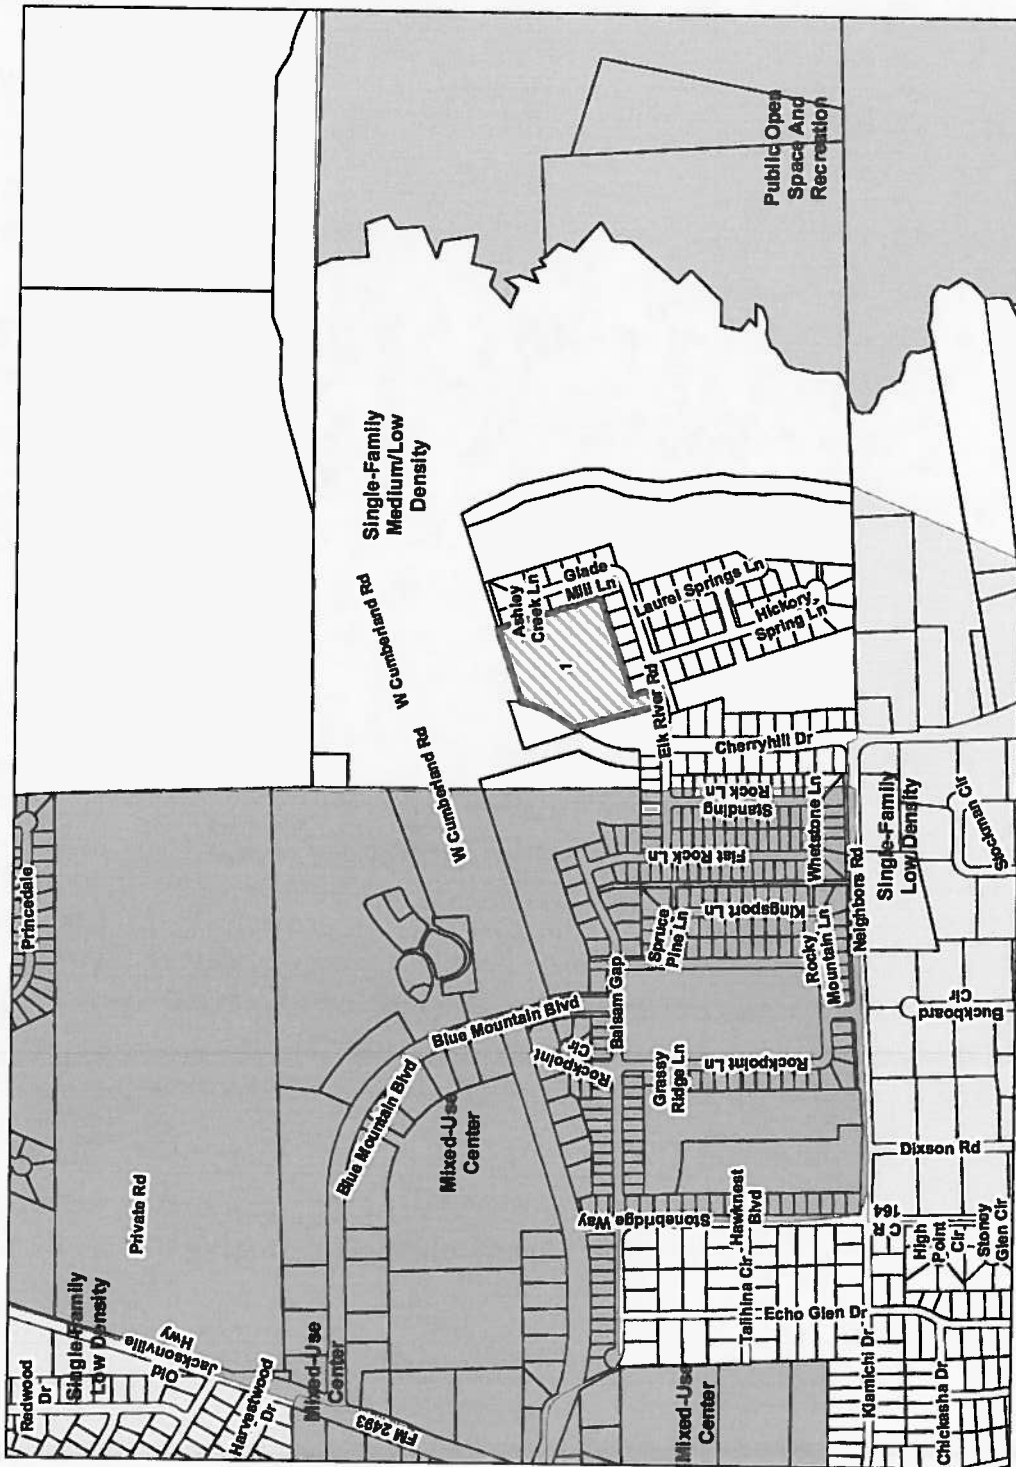 Princedale
Private Rd
Redwood
Dr
Single-Family
Low Density
Old
Jacksonville
Hwy
Harvestwood
Dr
Mixed-Use
Center
FM 2493
Blue Mountain Blvd
Blue Mountain Blvd
Mixed-Use
Center
W Cumberland Rd
W Cumberland Rd
Single-Family
Medium/Low
Density
Public Open
Space And
Recreation
Ashley
Creek Ln
Glade
Mill Ln
1
Laurel Springs Ln
Hickory
Spring Ln
Elk River Rd
Cherryhill Dr
Standing
Rock Ln
Flat Rock Ln
Whetstone Ln
Kingsport Ln
Spruce
Pine Ln
Rocky
Mountain Ln
Balsam Gap
Rockpoint
Cir
Grassy
Ridge Ln
Rockpoint Ln
Stonebridge Way
Hawknest
Blvd
Talihina Cir
Echo Glen Dr
Mixed-Use
Center
Neighbors Rd
Single-Family
Low Density
Stockman Cir
Buckboard
Cir
Dixson Rd
C R
164
High
Point
Cir
Stoney
Glen Cir
Kiamichi Dr
Chickasha Dr